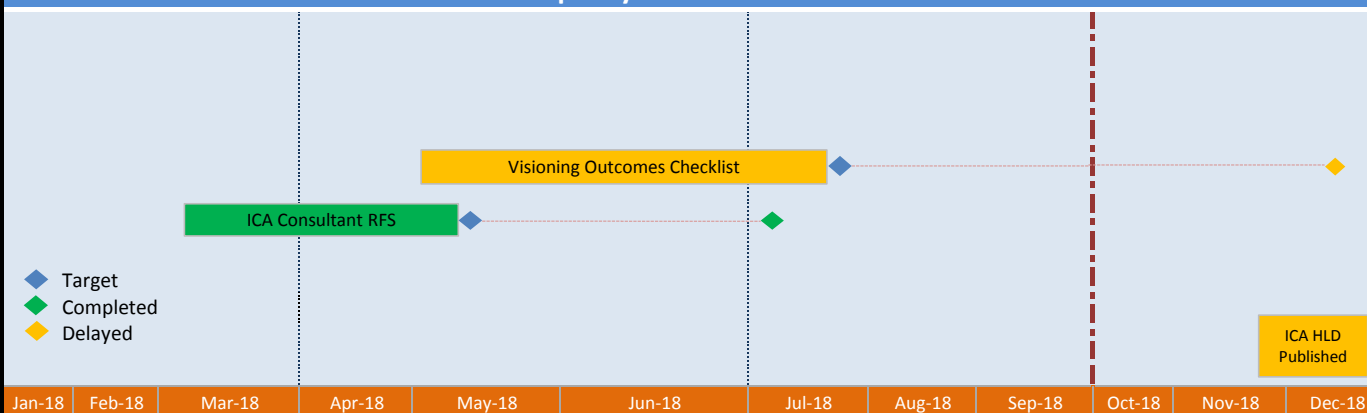 Visioning Outcomes Checklist
ICA Consultant RFS
Target
Completed
Delayed
ICA HLD
Published
Jan-18 Feb-18 Mar-18 Apr-18 May-18 Jun-18 Jul-18 Aug-18 Sep-18 Oct-18 Nov-18 Dec-18